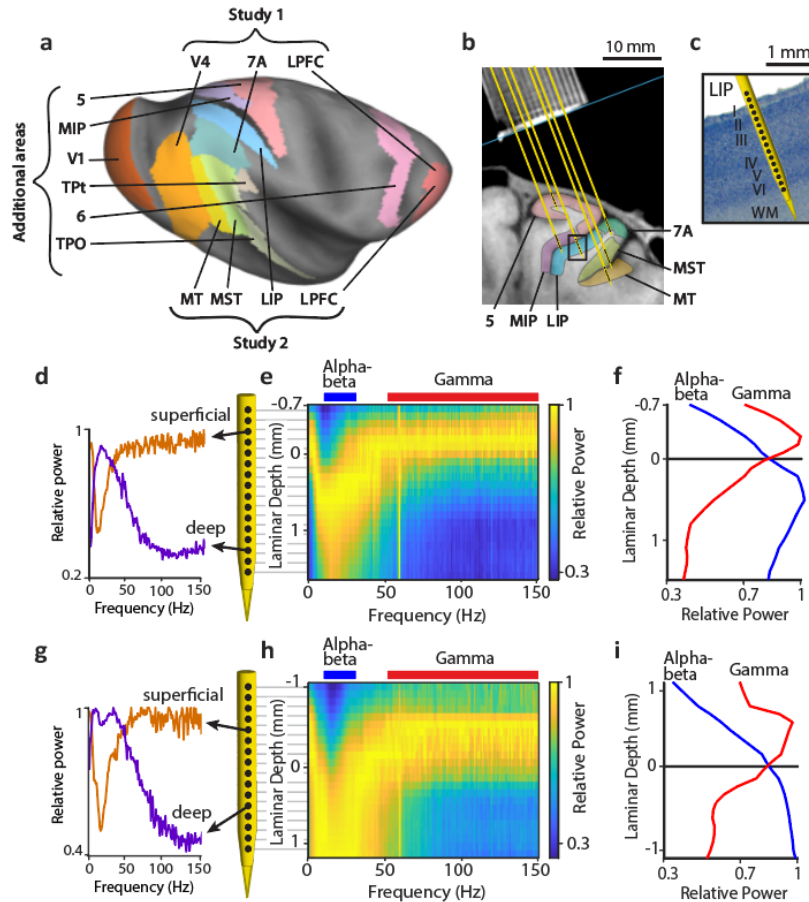 Study 1
a
V4 7A LPFC
5
MIP
V1
TPt
6
TPO
Additional areas
MT MST LIP LPFC
Study 2
b
10 mm
7A
MST
MT
5 MIP LIP
c
1 mm
LIP
I
II
III
IV
V
VI
WM
d
superficial
1
Relative power
deep
0.2
0 50 100 150
Frequency (Hz)
e
Alpha-
beta
Gamma
-0.7
0
1
Laminar Depth (mm)
0 50 100 150
Frequency (Hz)
1
Relative Power
0.3
f
Alpha-
beta
Gamma
-0.7
0
1
Laminar Depth (mm)
0.3 0.7 1
Relative Power
g
superficial
1
Relative power
deep
0.4
0 50 100 150
Frequency (Hz)
h
Alpha-
beta
Gamma
-1
0
1
Laminar Depth (mm)
0 50 100 150
Frequency (Hz)
1
Relative Power
0.3
i
Alpha-
beta
Gamma
1
0
-1
Laminar Depth (mm)
0.3 0.7 1
Relative Power